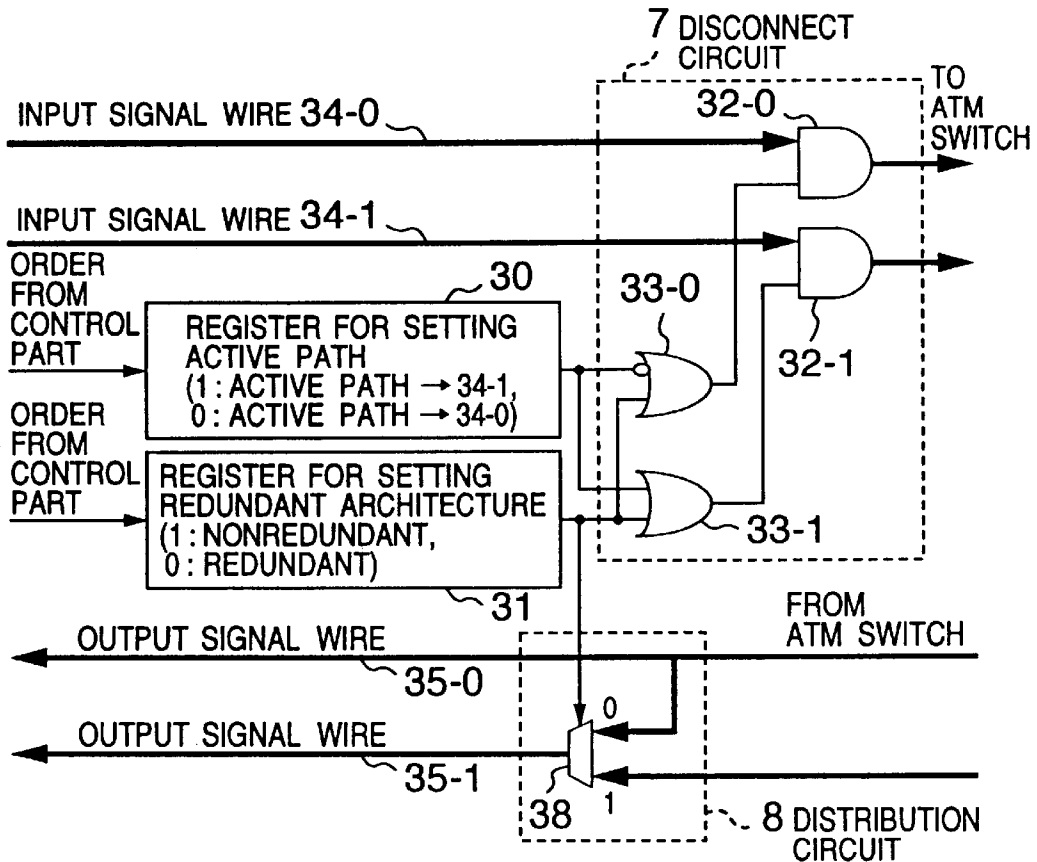 7 DISCONNECT
CIRCUIT
32-0
TO
ATM
SWITCH
INPUT SIGNAL WIRE 34-0
INPUT SIGNAL WIRE 34-1
32-1
ORDER
FROM
CONTROL
PART
30
REGISTER FOR SETTING
ACTIVE PATH
(1 : ACTIVE PATH → 34-1,
0 : ACTIVE PATH → 34-0)
33-0
ORDER
FROM
CONTROL
PART
REGISTER FOR SETTING
REDUNDANT ARCHITECTURE
(1 : NONREDUNDANT,
0 : REDUNDANT)
31
33-1
FROM
ATM SWITCH
OUTPUT SIGNAL WIRE
35-0
0
OUTPUT SIGNAL WIRE
35-1
38
1
8 DISTRIBUTION
CIRCUIT